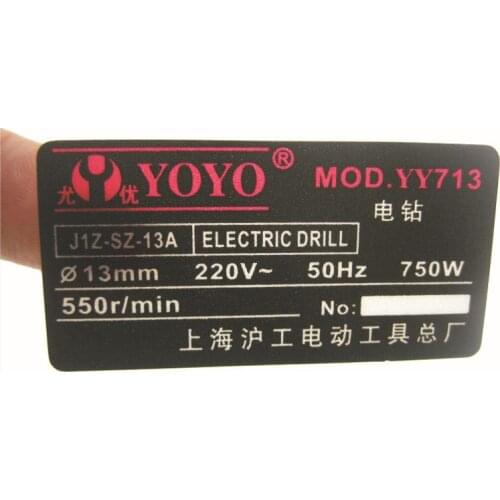 尤优 YOYO® MOD.YY713
电钻
J1Z-SZ-13A ELECTRIC DRILL
Ø13mm 220V~ 50Hz 750W
550r/min No:
上海沪工电动工具总厂